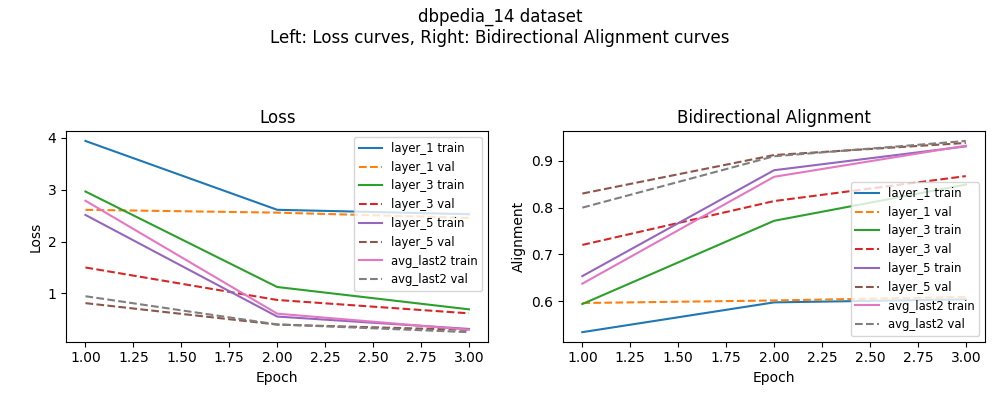 dbpedia_14 dataset
Left: Loss curves, Right: Bidirectional Alignment curves
Loss
4
3
2
1
Loss
layer_1 train
layer_1 val
layer_3 train
layer_3 val
layer_5 train
layer_5 val
avg_last2 train
avg_last2 val
1.00 1.25 1.50 1.75 2.00 2.25 2.50 2.75 3.00
Epoch
Bidirectional Alignment
0.9
0.8
0.7
0.6
Alignment
layer_1 train
layer_1 val
layer_3 train
layer_3 val
layer_5 train
layer_5 val
avg_last2 train
avg_last2 val
1.00 1.25 1.50 1.75 2.00 2.25 2.50 2.75 3.00
Epoch